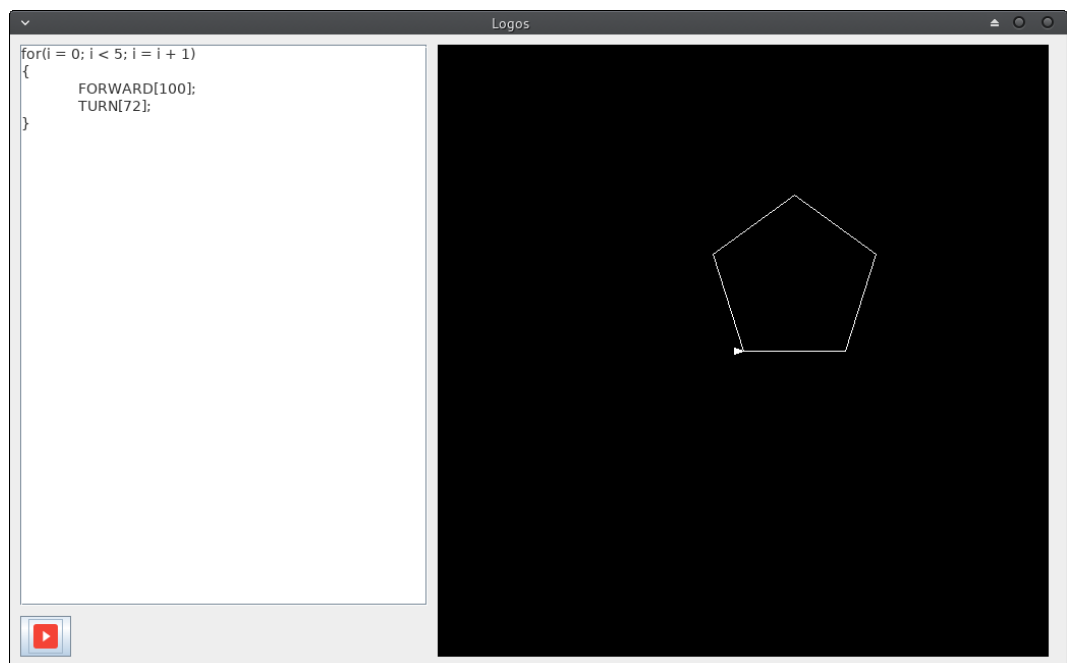 Logos
for(i = 0; i < 5; i = i + 1)
{
FORWARD[100];
TURN[72];
}